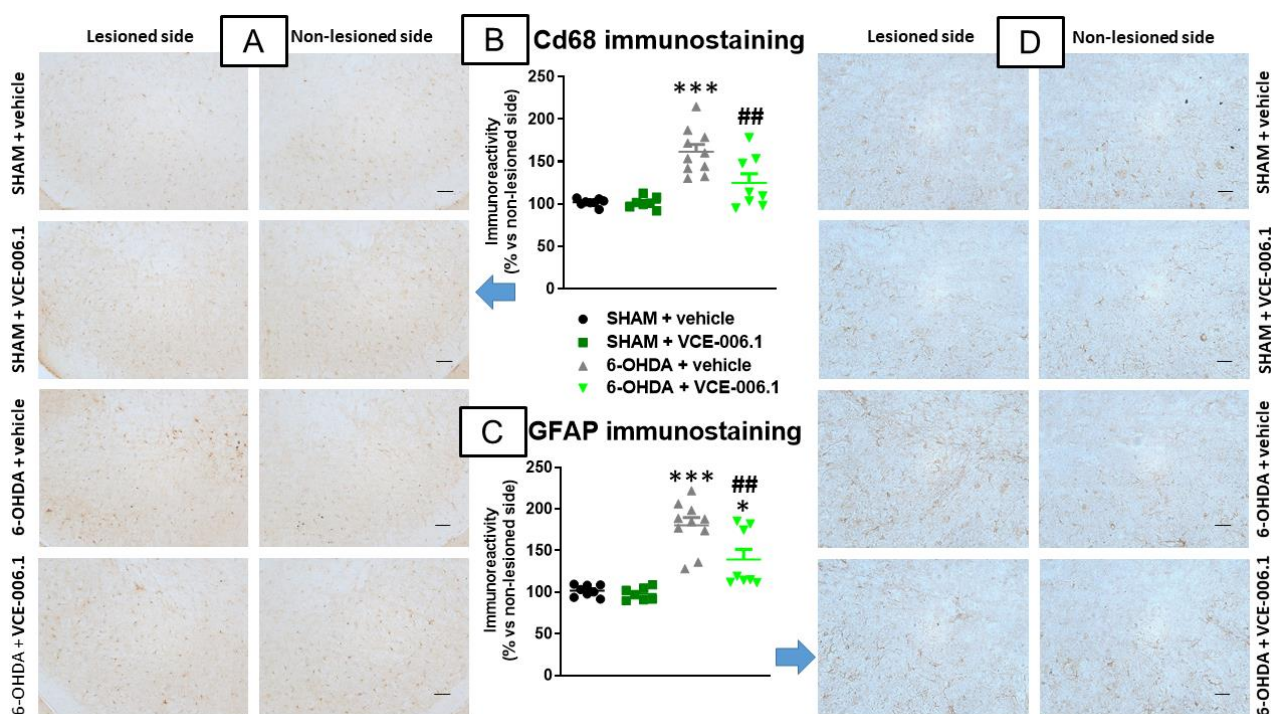 Lesioned side
A
Non-lesioned side
SHAM + vehicle
SHAM + VCE-006.1
6-OHDA + vehicle
6-OHDA + VCE-006.1
B
Cd68 immunostaining
Immunoreactivity
(% vs non-lesioned side)
250
200
150
100
50
0
***
##
SHAM + vehicle
SHAM + VCE-006.1
6-OHDA + vehicle
6-OHDA + VCE-006.1
C
GFAP immunostaining
Immunoreactivity
(% vs non-lesioned side)
250
200
150
100
50
0
***
##
*
Lesioned side
D
Non-lesioned side
SHAM + vehicle
SHAM + VCE-006.1
6-OHDA + vehicle
6-OHDA + VCE-006.1